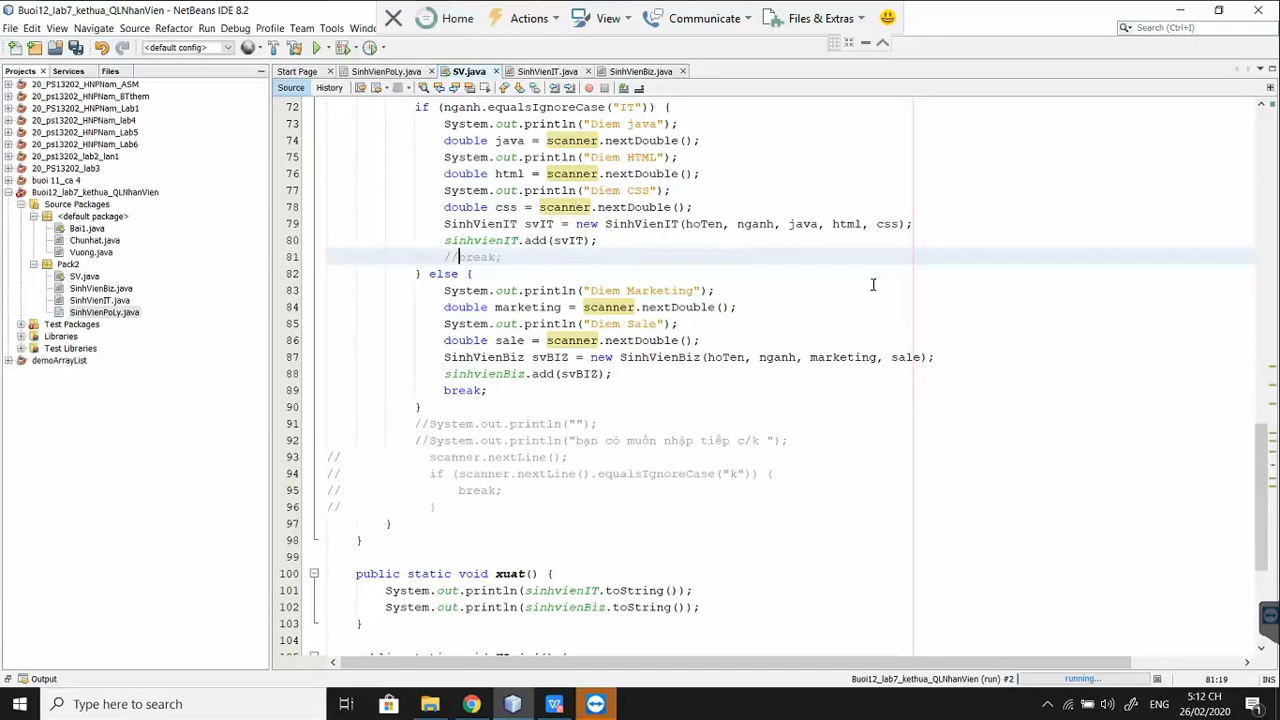 Buoi12_lab7_kethua_QLNhanVien - NetBeans IDE 8.2
Home Actions View Communicate Files & Extras
File Edit View Navigate Source Refactor Run Debug Profile Team Tools Wind
Search (Ctrl+I)
<default config>
Projects Services Files
Start Page SinhVienPoLy.java SV.java SinhVienIT.java SinhVienBiz.java
Source History
20_PS13202_HNPNam_ASM
20_PS13202_HNPNam_BTthem
20_PS13202_HNPNam_Lab1
20_ps13202_HNPNam_lab4
20_PS13202_HNPNam_Lab5
20_PS13202_HNPNam_Lab6
20_ps13202_lab2_lan1
20_PS13202_lab3
buoi 11_ca 4
Buoi12_lab7_kethua_QLNhanVien
Source Packages
<default package>
Bai1.java
Chunhat.java
Vuong.java
Pack2
SV.java
SinhVienBiz.java
SinhVienIT.java
SinhVienPoLy.java
Test Packages
Libraries
Test Libraries
demoArrayList
72 if (nganh.equalsIgnoreCase("IT")) {
73 System.out.println("Diem java");
74 double java = scanner.nextDouble();
75 System.out.println("Diem HTML");
76 double html = scanner.nextDouble();
77 System.out.println("Diem CSS");
78 double css = scanner.nextDouble();
79 SinhVienIT svIT = new SinhVienIT(hoTen, nganh, java, html, css);
80 sinhvienIT.add(svIT);
81 //break;
82 } else {
83 System.out.println("Diem Marketing");
84 double marketing = scanner.nextDouble();
85 System.out.println("Diem Sale");
86 double sale = scanner.nextDouble();
87 SinhVienBiz svBIZ = new SinhVienBiz(hoTen, nganh, marketing, sale);
88 sinhvienBiz.add(svBIZ);
89 break;
90 }
91 //System.out.println("");
92 //System.out.println("bạn có muốn nhập tiếp c/k ");
93 // scanner.nextLine();
94 // if (scanner.nextLine().equalsIgnoreCase("k")) {
95 // break;
96 // }
97 }
98 }
99
100 public static void xuat() {
101 System.out.println(sinhvienIT.toString());
102 System.out.println(sinhvienBiz.toString());
103 }
104
Output
Buoi12_lab7_kethua_QLNhanVien (run) #2 running... 81:19
Type here to search
ENG
5:12 CH
26/02/2020